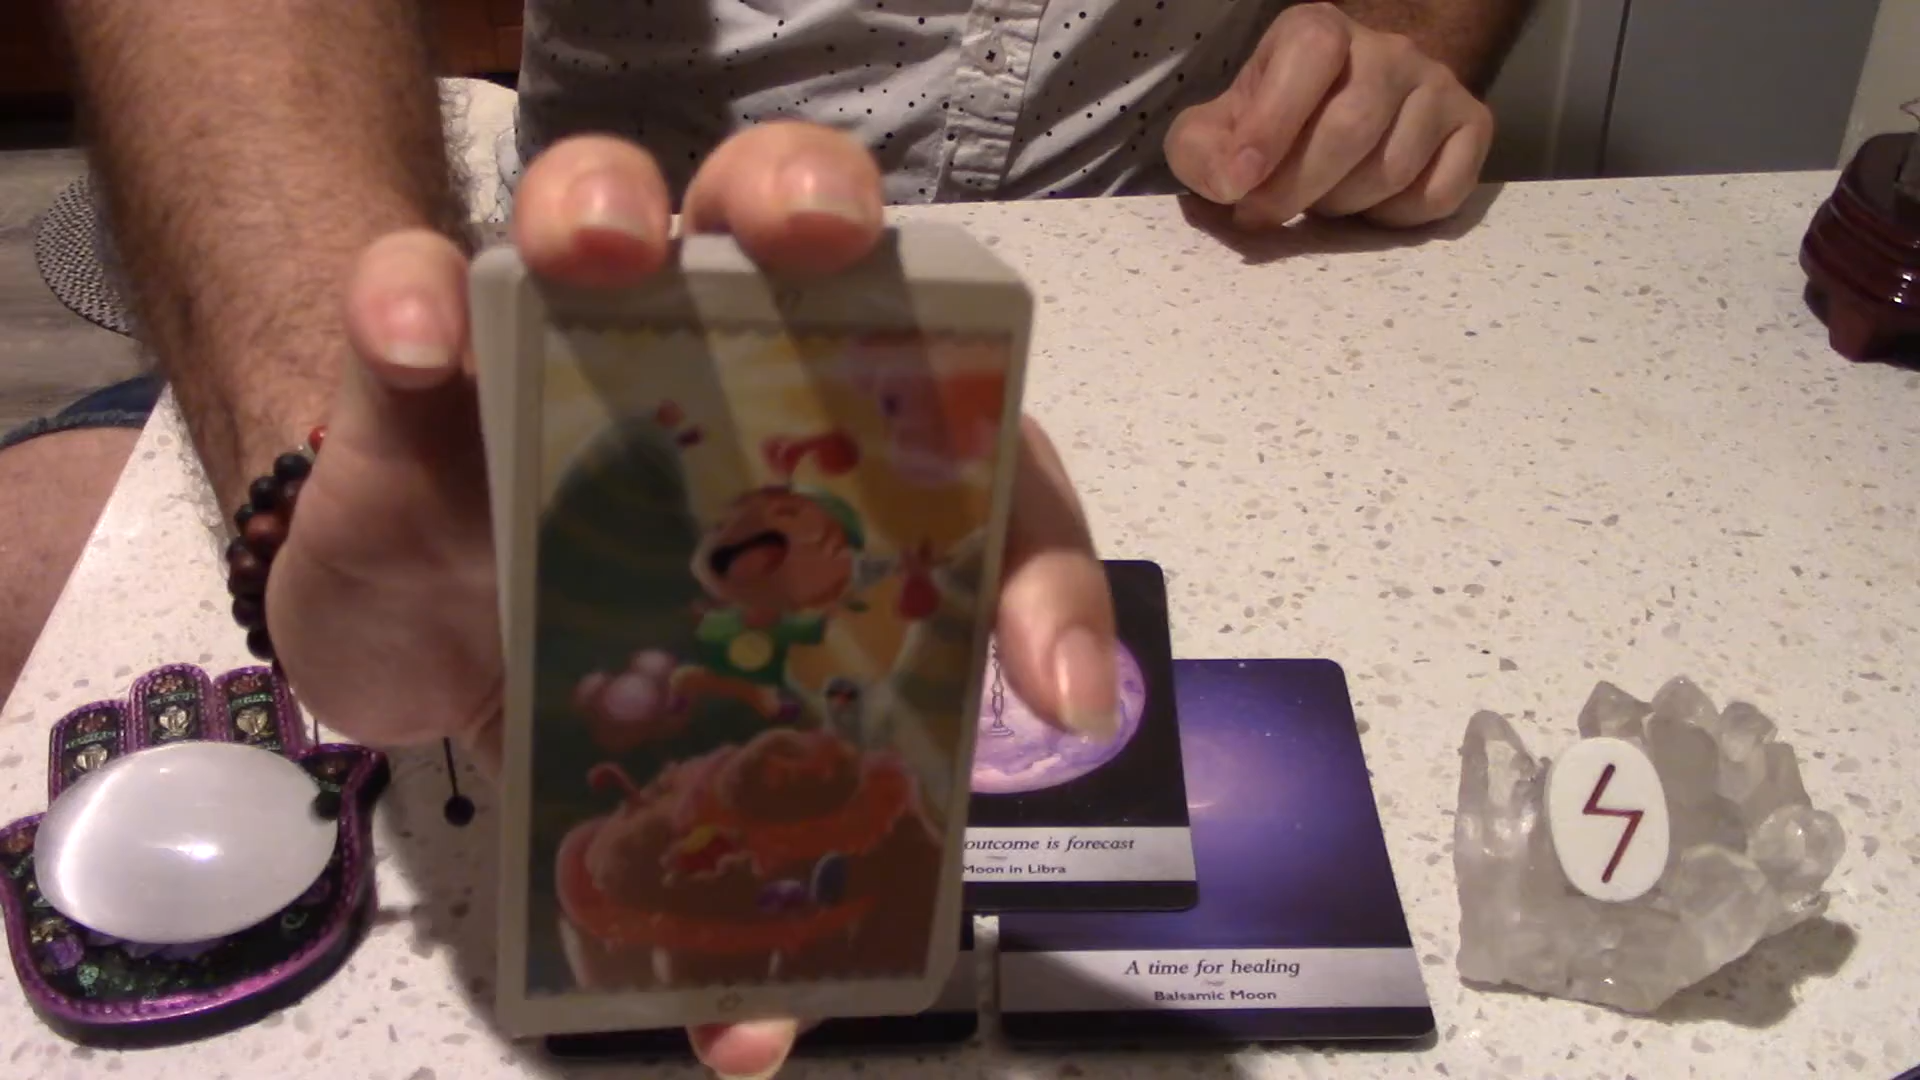 outcome is forecast
Moon in Libra
A time for healing
Balsamic Moon